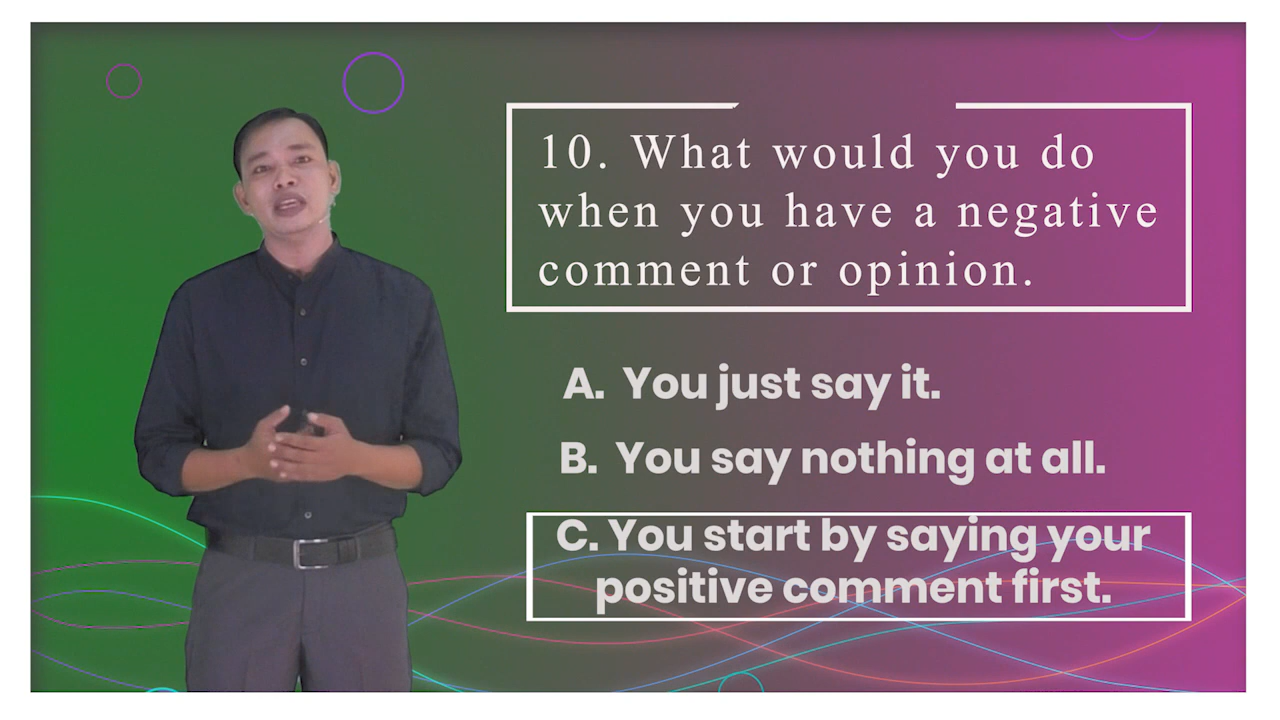 10. What would you do
when you have a negative
comment or opinion.
A. You just say it.
B. You say nothing at all.
C. You start by saying your
positive comment first.